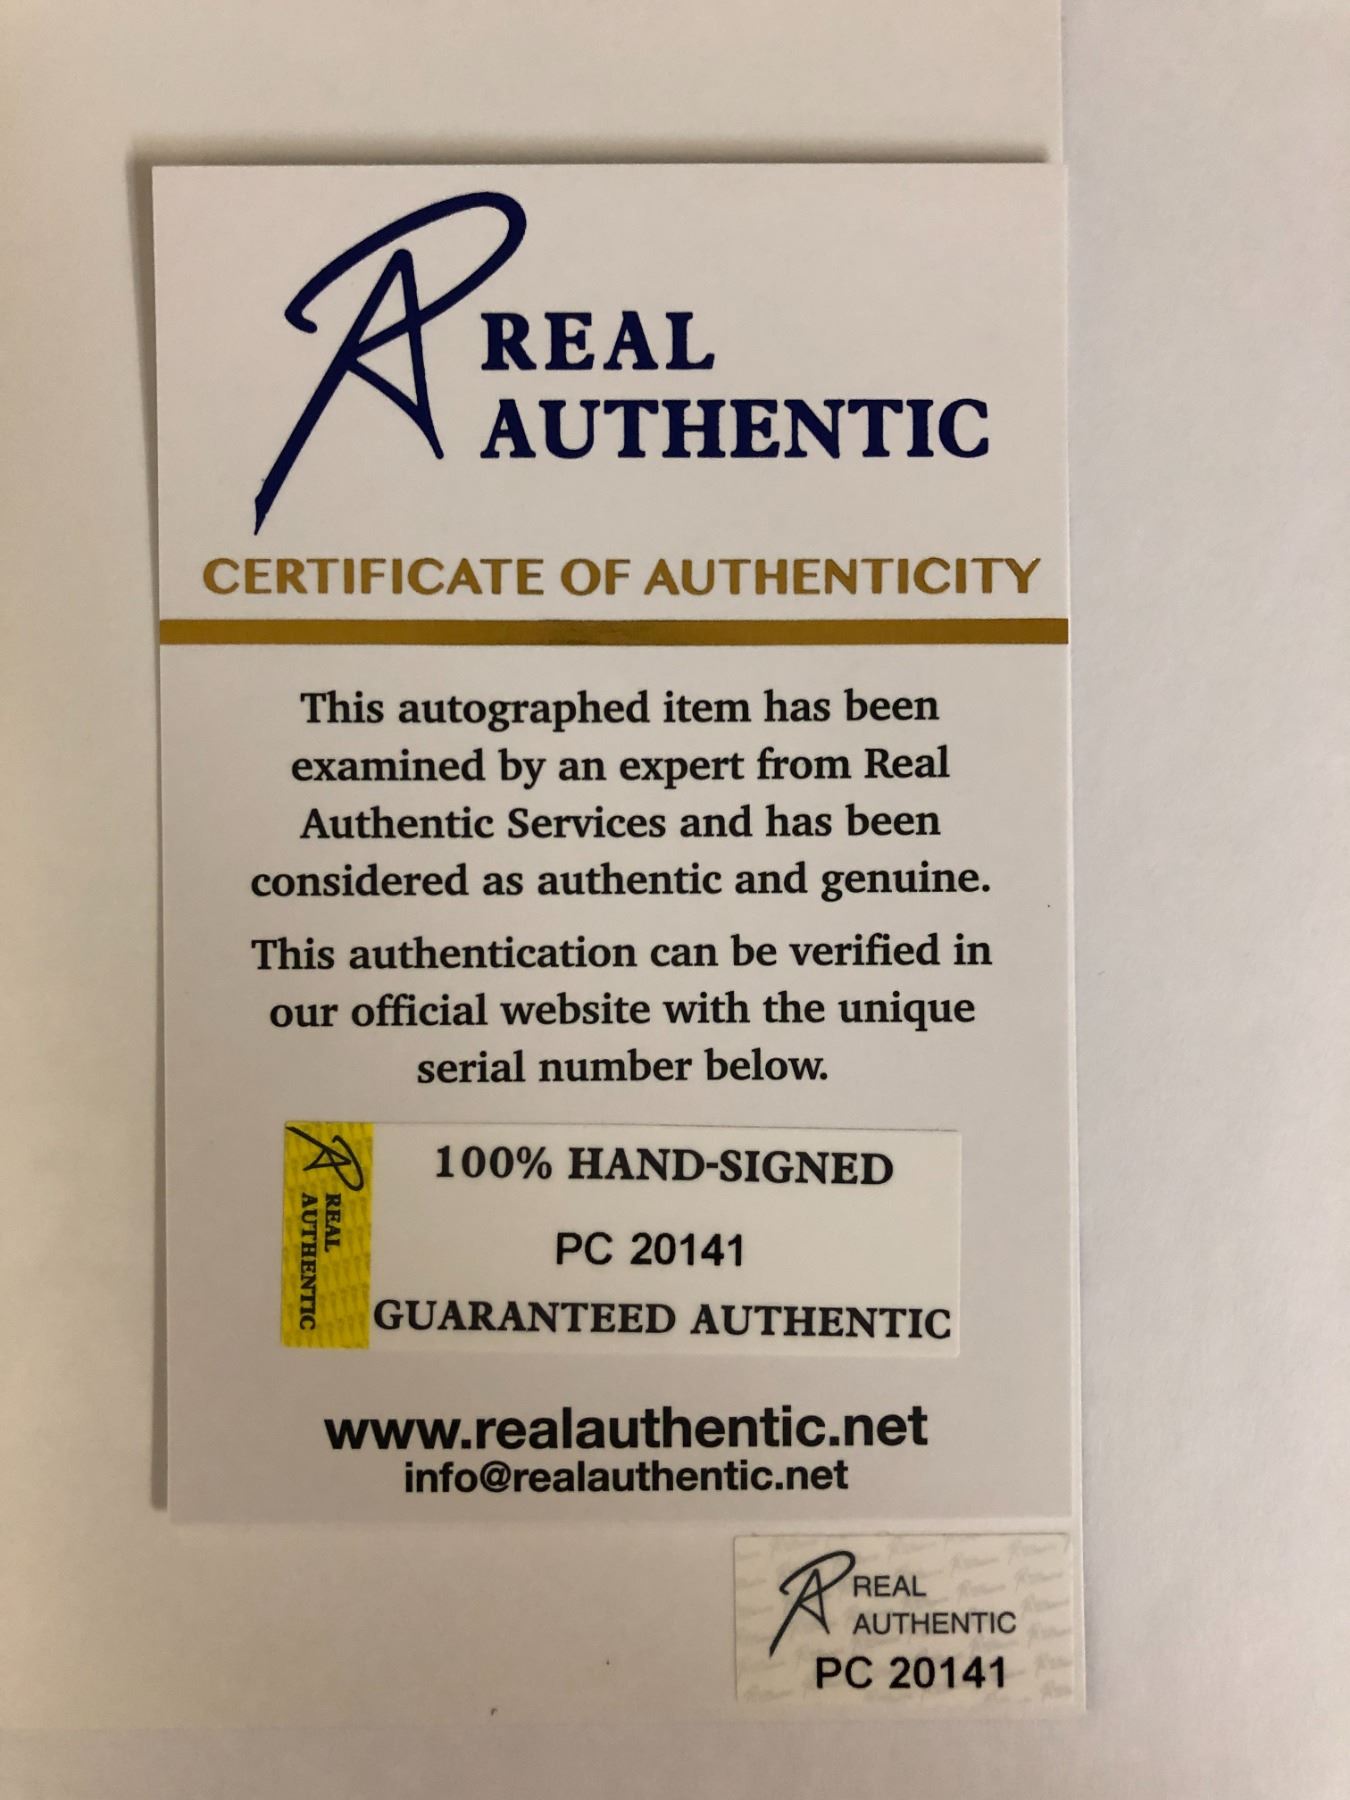 REAL
AUTHENTIC
CERTIFICATE OF AUTHENTICITY
This autographed item has been
examined by an expert from Real
Authentic Services and has been
considered as authentic and genuine.
This authentication can be verified in
our official website with the unique
serial number below.
REAL
AUTHENTIC
100% HAND-SIGNED
PC 20141
GUARANTEED AUTHENTIC
www.realauthentic.net
info@realauthentic.net
REAL
AUTHENTIC
PC 20141